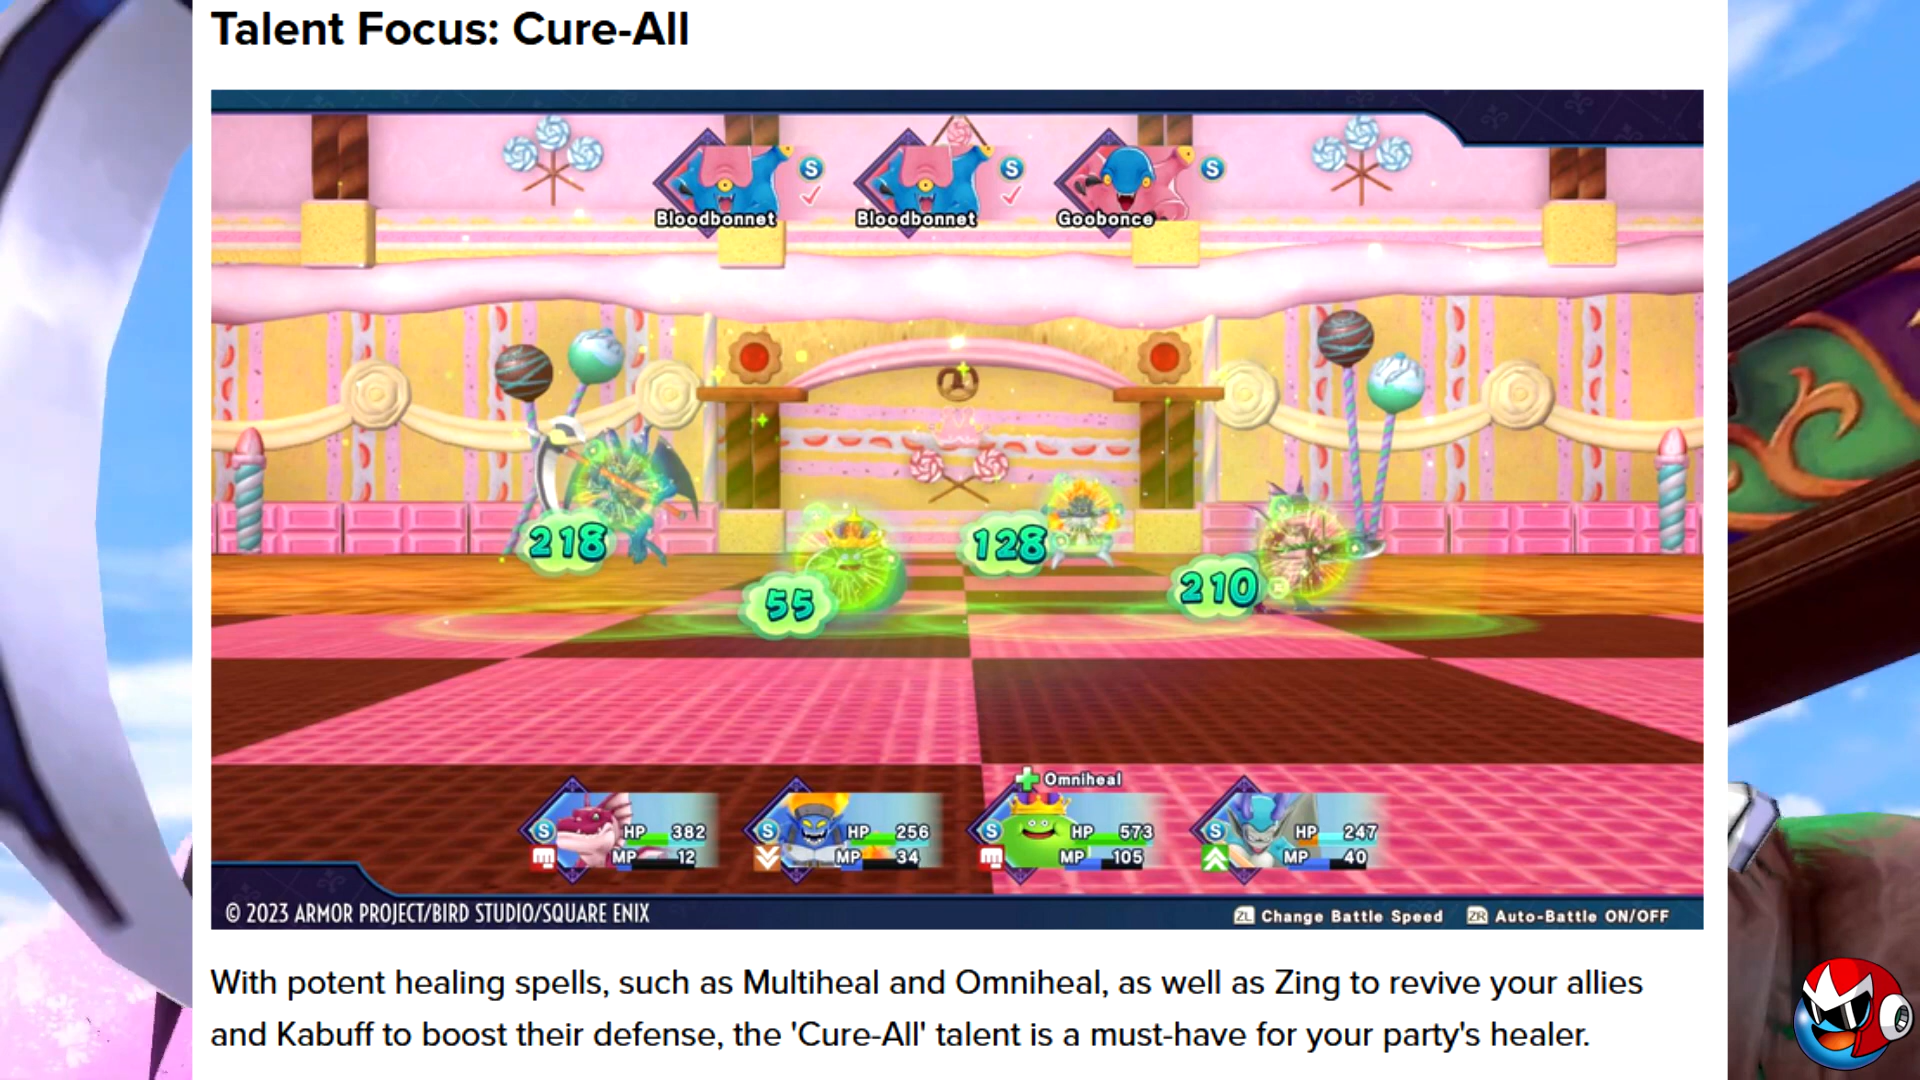 Talent Focus: Cure-All
S
S
S
Bloodbonnet
Bloodbonnet
Goobonce
218
128
210
55
Omniheal
S HP 382
MP 12
S HP 256
MP 34
S HP 573
MP 105
S HP 247
MP 40
© 2023 ARMOR PROJECT/BIRD STUDIO/SQUARE ENIX
ZL Change Battle Speed ZR Auto-Battle ON/OFF
With potent healing spells, such as Multiheal and Omniheal, as well as Zing to revive your allies
and Kabuff to boost their defense, the 'Cure-All' talent is a must-have for your party's healer.